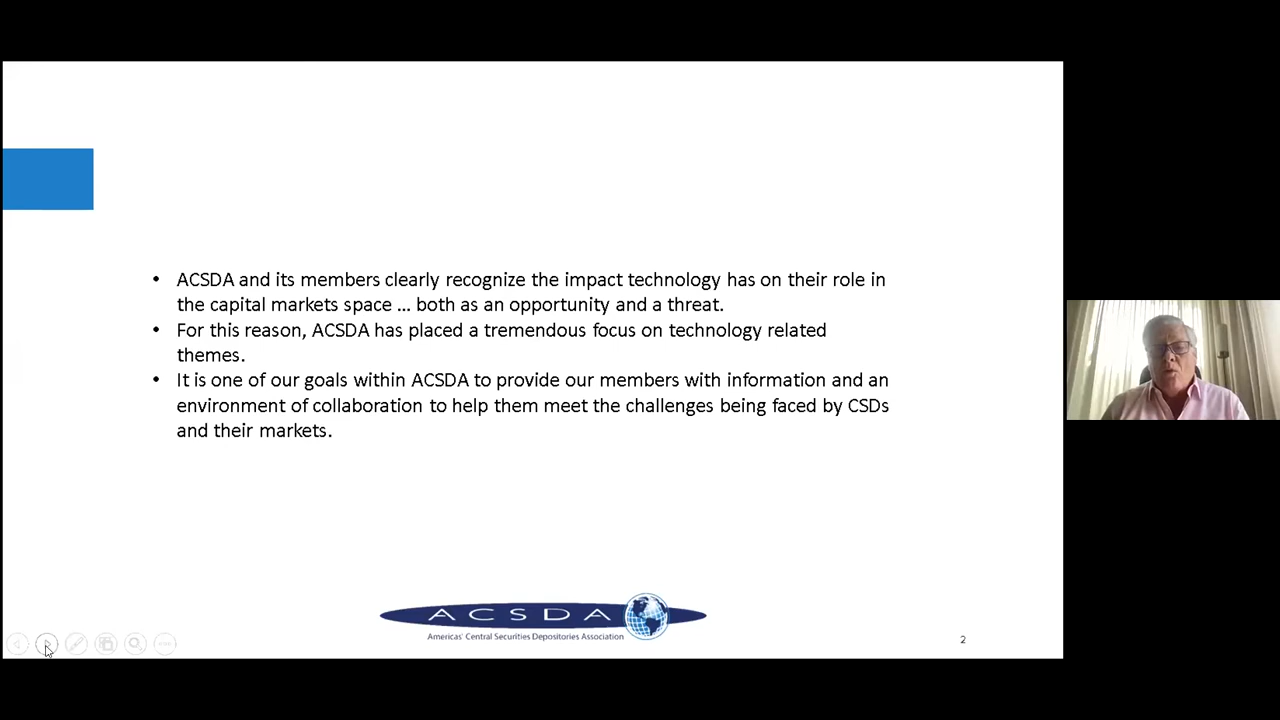 • ACSDA and its members clearly recognize the impact technology has on their role in
the capital markets space ... both as an opportunity and a threat.
• For this reason, ACSDA has placed a tremendous focus on technology related
themes.
• It is one of our goals within ACSDA to provide our members with information and an
environment of collaboration to help them meet the challenges being faced by CSDs
and their markets.
ACSDA
Americas' Central Securities Depositories Association
2